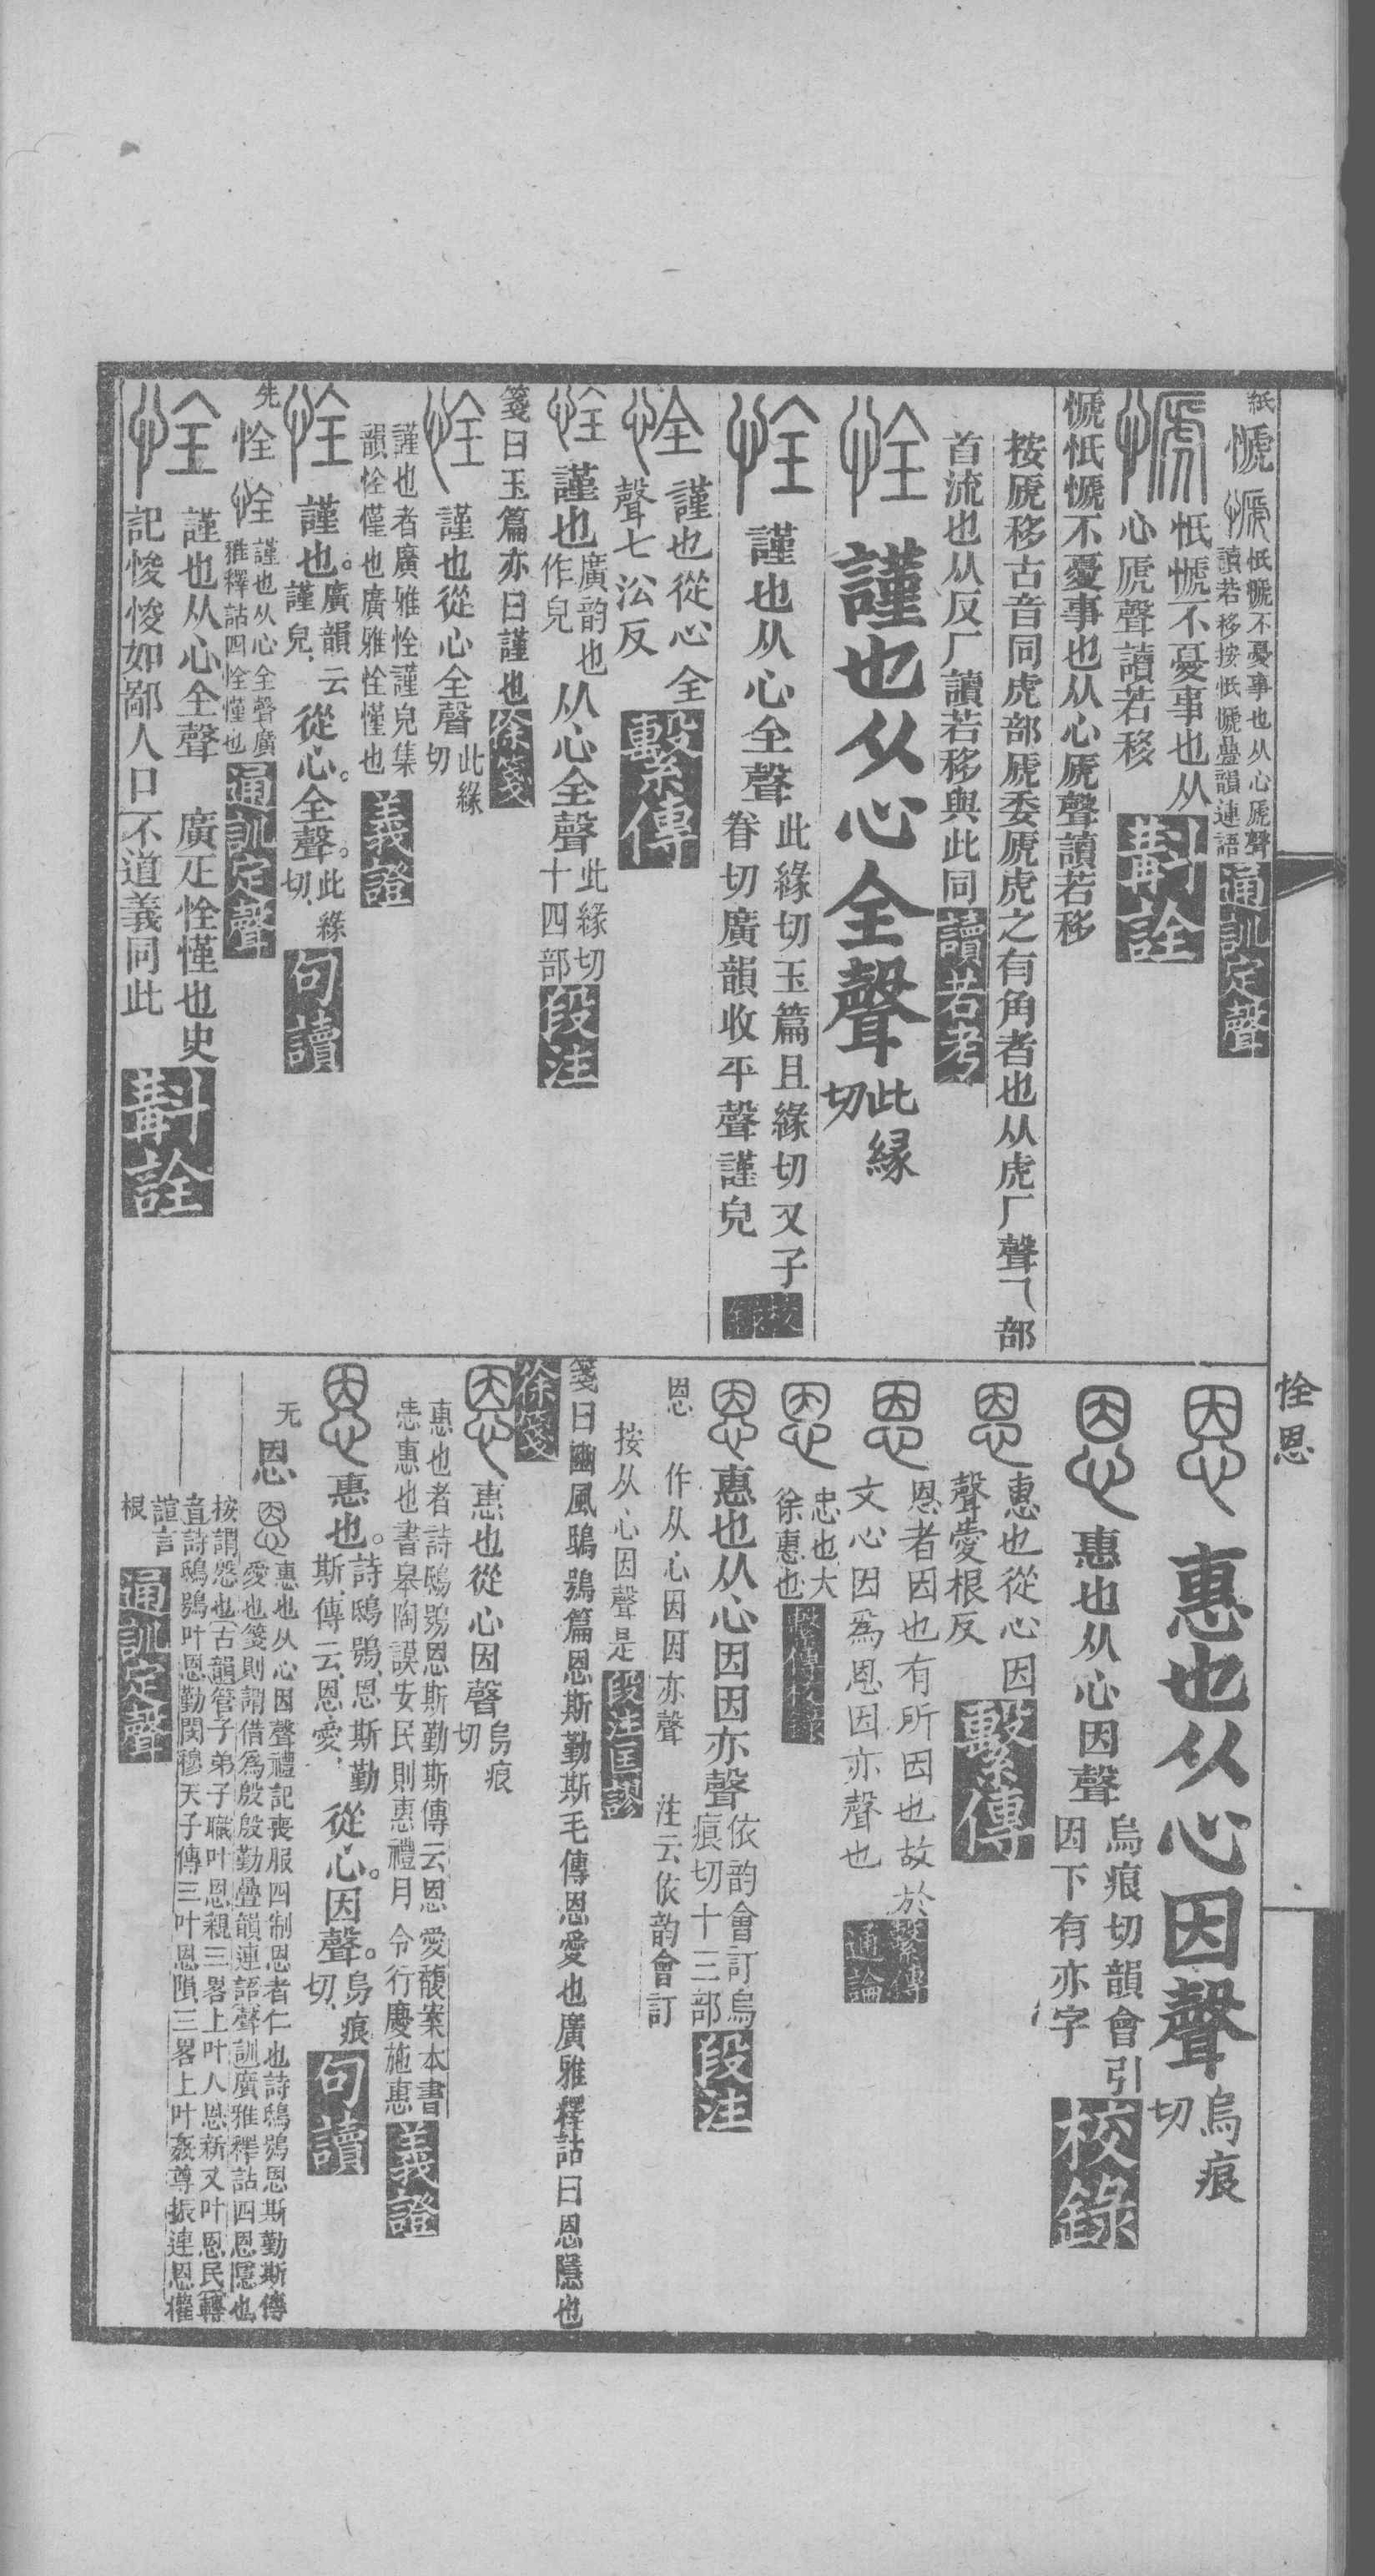 紙
㥴
忯㥴不憂事也从心虒聲
讀若移按忯㥴疊韻連語
通訓定聲
忯㥴不憂事也从
心虒聲讀若移
斠詮
㥴忯㥴不憂事也从心虒聲讀若移
按虒移古音同虎部虒委虒虎之有角者也从虎厂聲乁部
首流也从反厂讀若移與此同
讀若考
恮
謹也从心全聲
此緣
切
恮
謹也从心全聲
此緣切玉篇且緣切又子
眷切廣韻收平聲謹皃
校錄
恮
謹也從心全
聲七沿反
繫傳
恮
謹也
廣韵也
作皃
从心全聲
此緣切
十四部
段注
箋曰玉篇亦曰謹也
徐箋
恮
謹也從心全聲
此緣
切
謹也者廣雅恮謹皃集
韻恮僅也廣雅恮慬也
義證
恮
謹也。
廣韻云
謹皃、
從心。全聲。
此緣
切、
句讀
先
恮
恮
謹也从心全聲廣
雅釋詁四恮慬也
通訓定聲
恮
謹也从心全聲 廣疋恮慬也史
記悛悛如鄙人口不道義同此
斠詮
恮恩
恩
惠也从心因聲
烏痕
切
恩
惠也从心因聲
烏痕切韻會引
因下有亦字
校錄
恩
惠也從心因
聲愛根反
繫傳
恩
恩者因也有所因也故於
文心因爲恩因亦聲也
繫傳
通論
恩
忠也大
徐惠也
繫傳校錄
恩
惠也从心因因亦聲
依韵會訂烏
痕切十三部
段注
恩 作从心因因亦聲 注云依韵會訂
按从心因聲是
段注匡謬
箋曰豳風鴟鴞篇恩斯勤斯毛傳恩愛也廣雅釋詁曰恩隱也
徐箋
恩
惠也從心因聲
烏痕
切
惠也者詩鴟鴞恩斯勤斯傳云恩愛馥案本書
恚惠也書皋陶謨安民則惠禮月令行慶施惠
義證
恩
惠也。
詩鴟鴞、恩斯勤
斯、傳云、恩愛、
從心。因聲。
烏痕
切、
句讀
无
恩
恩
惠也从心因聲禮記喪服四制恩者仁也詩鴟鴞恩斯勤斯傳
愛也箋則謂借爲殷殷勤疊韻連語聲訓廣雅釋詁四恩隱也
按謂慇也古韻管子弟子職叶恩親三畧上叶人恩新又叶恩民轉
音詩鴟鴞叶恩勤閔穆天子傳三叶恩隕三畧上叶姦尊振連恩權
諠言
根
通訓定聲